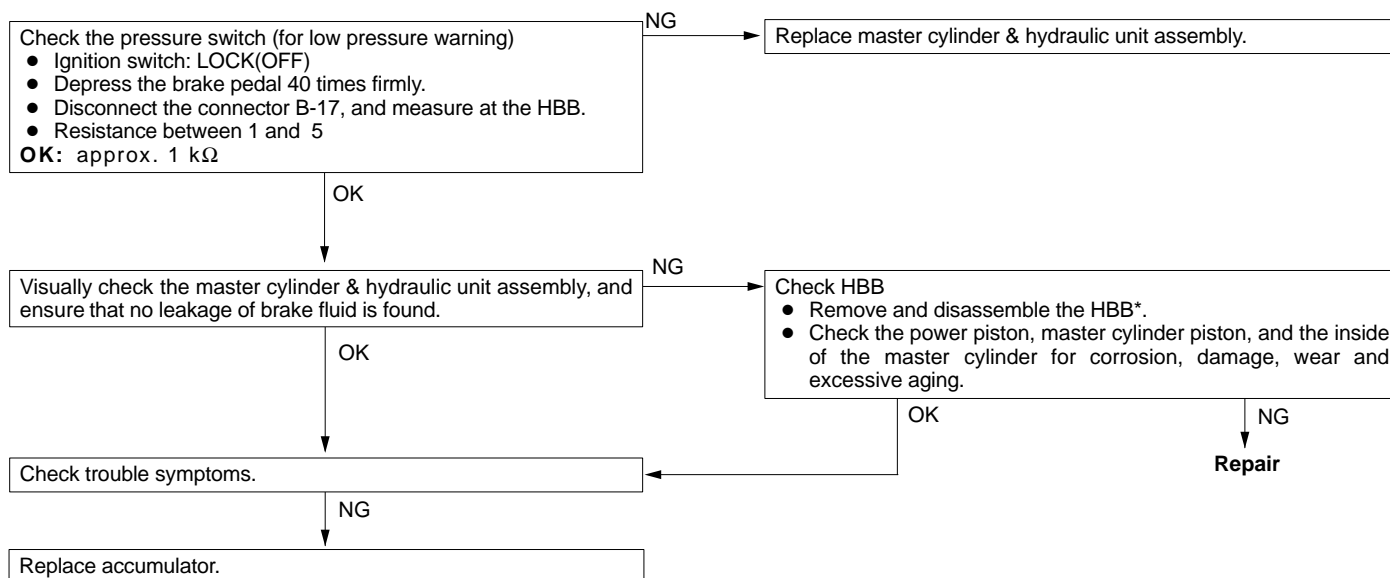 Check the pressure switch (for low pressure warning)
● Ignition switch: LOCK(OFF)
● Depress the brake pedal 40 times firmly.
● Disconnect the connector B-17, and measure at the HBB.
● Resistance between 1 and 5
OK: approx. 1 kΩ
NG
Replace master cylinder & hydraulic unit assembly.
OK
Visually check the master cylinder & hydraulic unit assembly, and
ensure that no leakage of brake fluid is found.
NG
Check HBB
● Remove and disassemble the HBB*.
● Check the power piston, master cylinder piston, and the inside
of the master cylinder for corrosion, damage, wear and
excessive aging.
OK
OK
NG
Repair
Check trouble symptoms.
NG
Replace accumulator.